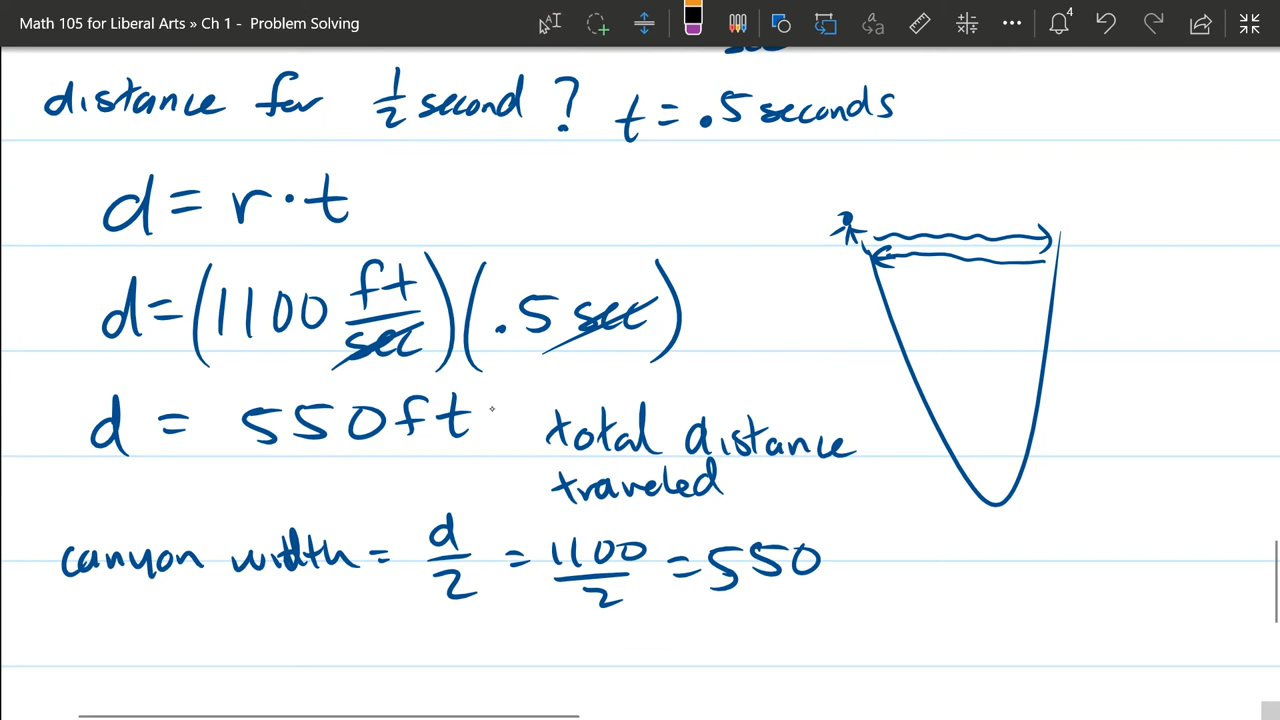 Math 105 for Liberal Arts » Ch 1 - Problem Solving
4
distance for 1/2 second ? t = .5 seconds
d = r · t
d = (1100 ft/sec)(.5 sec)
d = 550 ft total distance
traveled
canyon width = d/2 = 1100/2 = 550